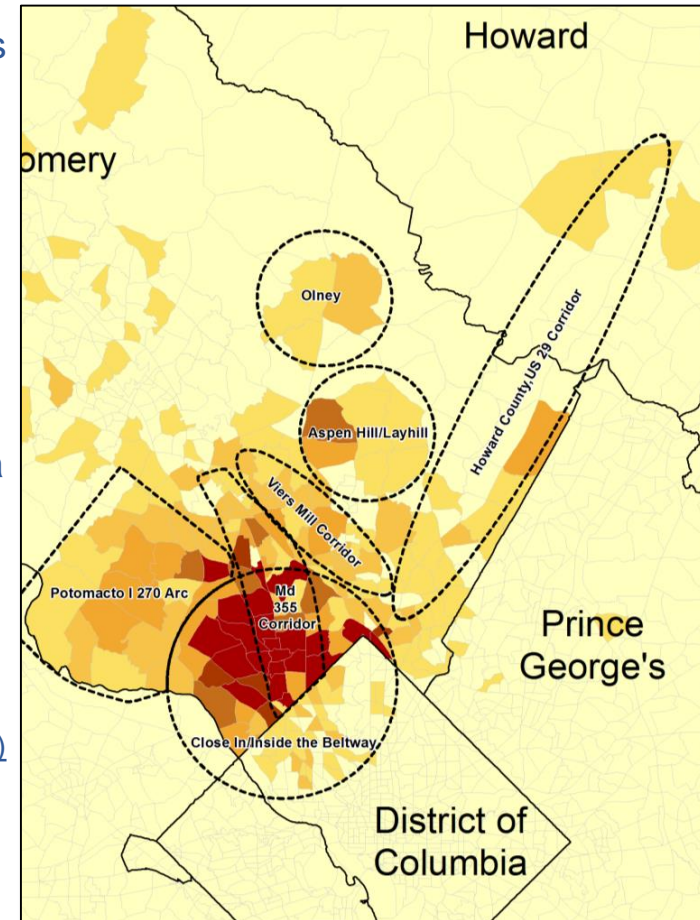 Howard
s
omery
Olney
Howard County,US 29 Corridor
Aspen Hill/Layhill
Viers Mill Corridor
Potomacto I 270 Arc
Md
355
Corridor
Prince
George's
Close In/Inside the Beltway
)
District of
Columbia